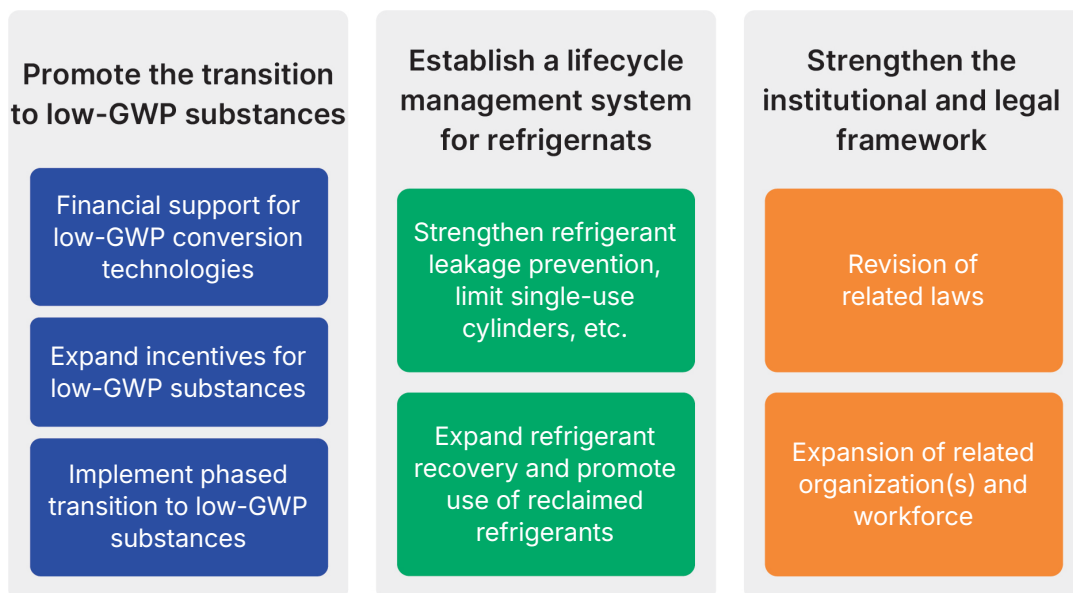 Promote the transition
to low-GWP substances
Financial support for
low-GWP conversion
technologies
Expand incentives for
low-GWP substances
Implement phased
transition to low-GWP
substances
Establish a lifecycle
management system
for refrigernats
Strengthen refrigerant
leakage prevention,
limit single-use
cylinders, etc.
Expand refrigerant
recovery and promote
use of reclaimed
refrigerants
Strengthen the
institutional and legal
framework
Revision of
related laws
Expansion of related
organization(s) and
workforce